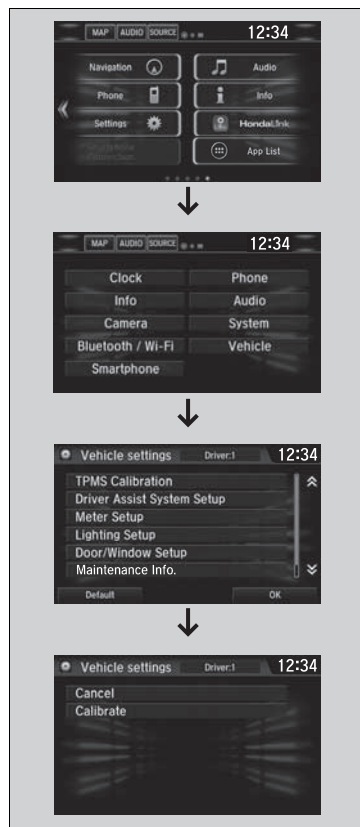 MAP AUDIO SOURCE 12:34
Navigation Audio
Phone Info
Settings HondaLink
Smartphone
Connection App List
MAP AUDIO SOURCE 12:34
Clock Phone
Info Audio
Camera System
Bluetooth / Wi-Fi Vehicle
Smartphone
Vehicle settings Driver:1 12:34
TPMS Calibration
Driver Assist System Setup
Meter Setup
Lighting Setup
Door/Window Setup
Maintenance Info.
Default OK
Vehicle settings Driver:1 12:34
Cancel
Calibrate